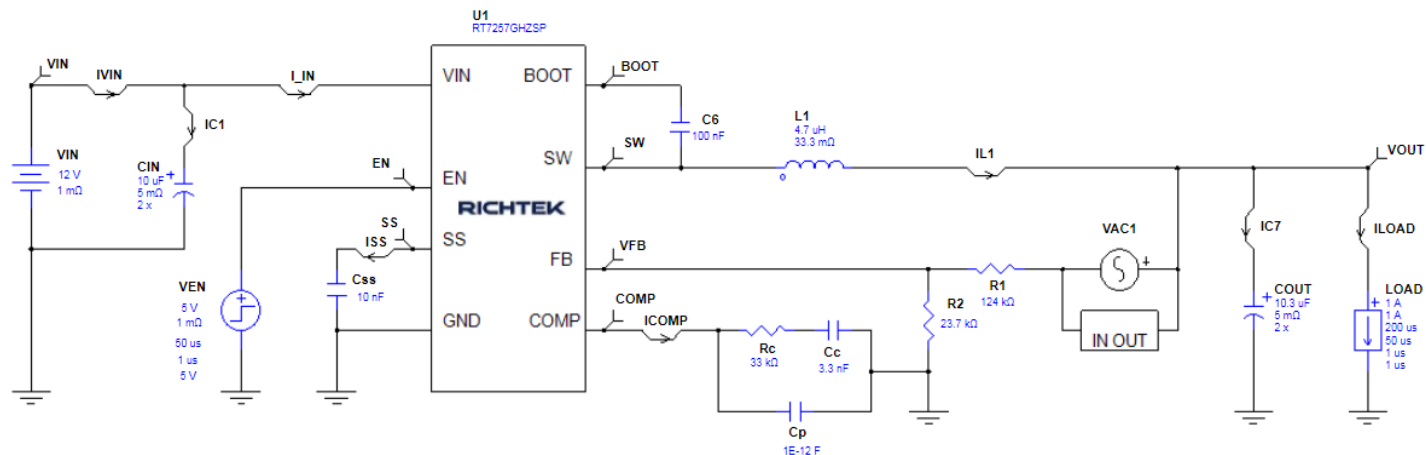 U1
RT7257GHZSP
VIN
IVIN
I_IN
VIN
BOOT
BOOT
IC1
C6
100 nF
L1
4.7 uH
33.3 mΩ
SW
SW
IL1
VOUT
VIN
12 V
1 mΩ
CIN
10 uF
5 mΩ
2 x
EN
EN
RICHTEK
SS
ISS
SS
VFB
FB
VAC1
IC7
ILOAD
Css
10 nF
R1
124 kΩ
R2
23.7 kΩ
VEN
5 V
1 mΩ
50 us
1 us
5 V
GND
COMP
COMP
ICOMP
Rc
33 kΩ
Cc
3.3 nF
IN OUT
COUT
10.3 uF
5 mΩ
2 x
LOAD
1 A
1 A
200 us
50 us
1 us
1 us
Cp
1E-12 F